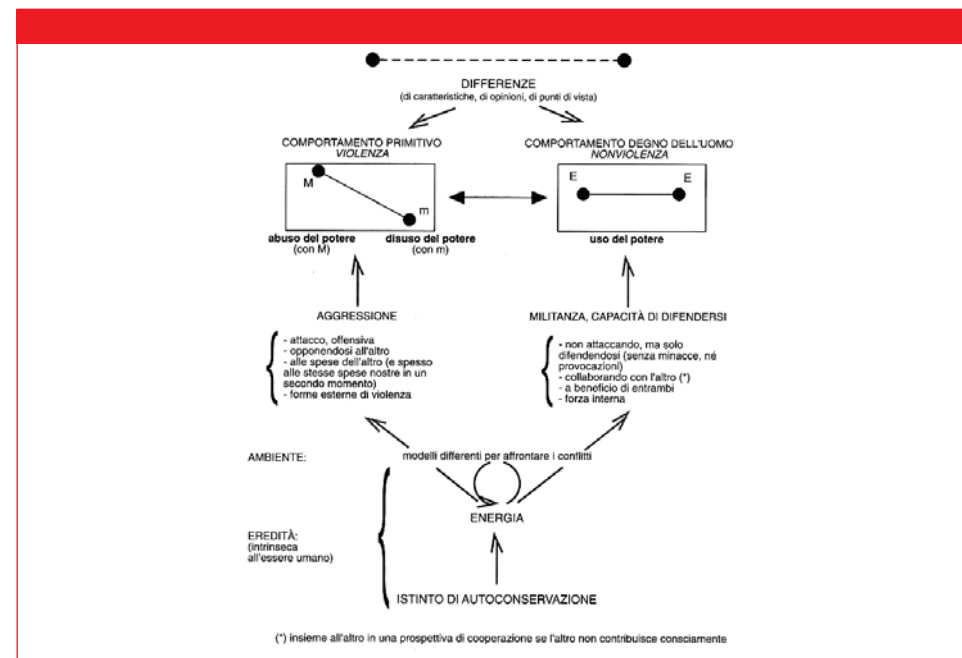 DIFFERENZE
(di caratteristiche, di opinioni, di punti di vista)
COMPORTAMENTO PRIMITIVO
VIOLENZA
M
m
abuso del potere
(con M)
disuso del potere
(con m)
COMPORTAMENTO DEGNO DELL'UOMO
NONVIOLENZA
E
E
uso del potere
AGGRESSIONE
- attacco, offensiva
- opponendosi all'altro
- alle spese dell'altro (e spesso
alle stesse spese nostre in un
secondo momento)
- forme esterne di violenza
MILITANZA, CAPACITÀ DI DIFENDERSI
- non attaccando, ma solo
difendendosi (senza minacce, né
provocazioni)
- collaborando con l'altro (*)
- a beneficio di entrambi
- forza interna
AMBIENTE:
modelli differenti per affrontare i conflitti
ENERGIA
EREDITÀ:
(intrinseca
all'essere umano)
ISTINTO DI AUTOCONSERVAZIONE
(*) insieme all'altro in una prospettiva di cooperazione se l'altro non contribuisce consciamente